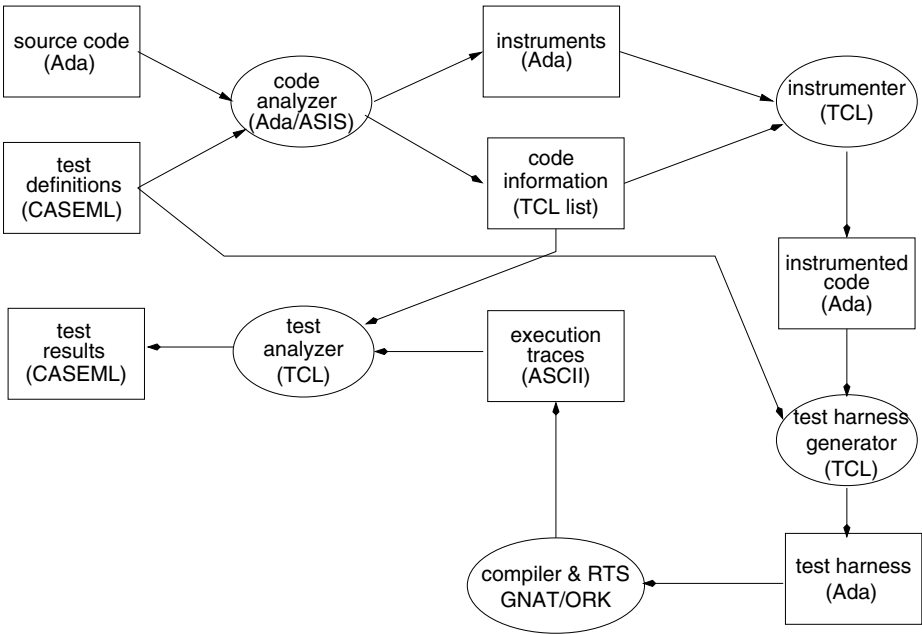 source code
(Ada)
code
analyzer
(Ada/ASIS)
instruments
(Ada)
instrumenter
(TCL)
test
definitions
(CASEML)
code
information
(TCL list)
instrumented
code
(Ada)
test
results
(CASEML)
test
analyzer
(TCL)
execution
traces
(ASCII)
test harness
generator
(TCL)
compiler & RTS
GNAT/ORK
test harness
(Ada)